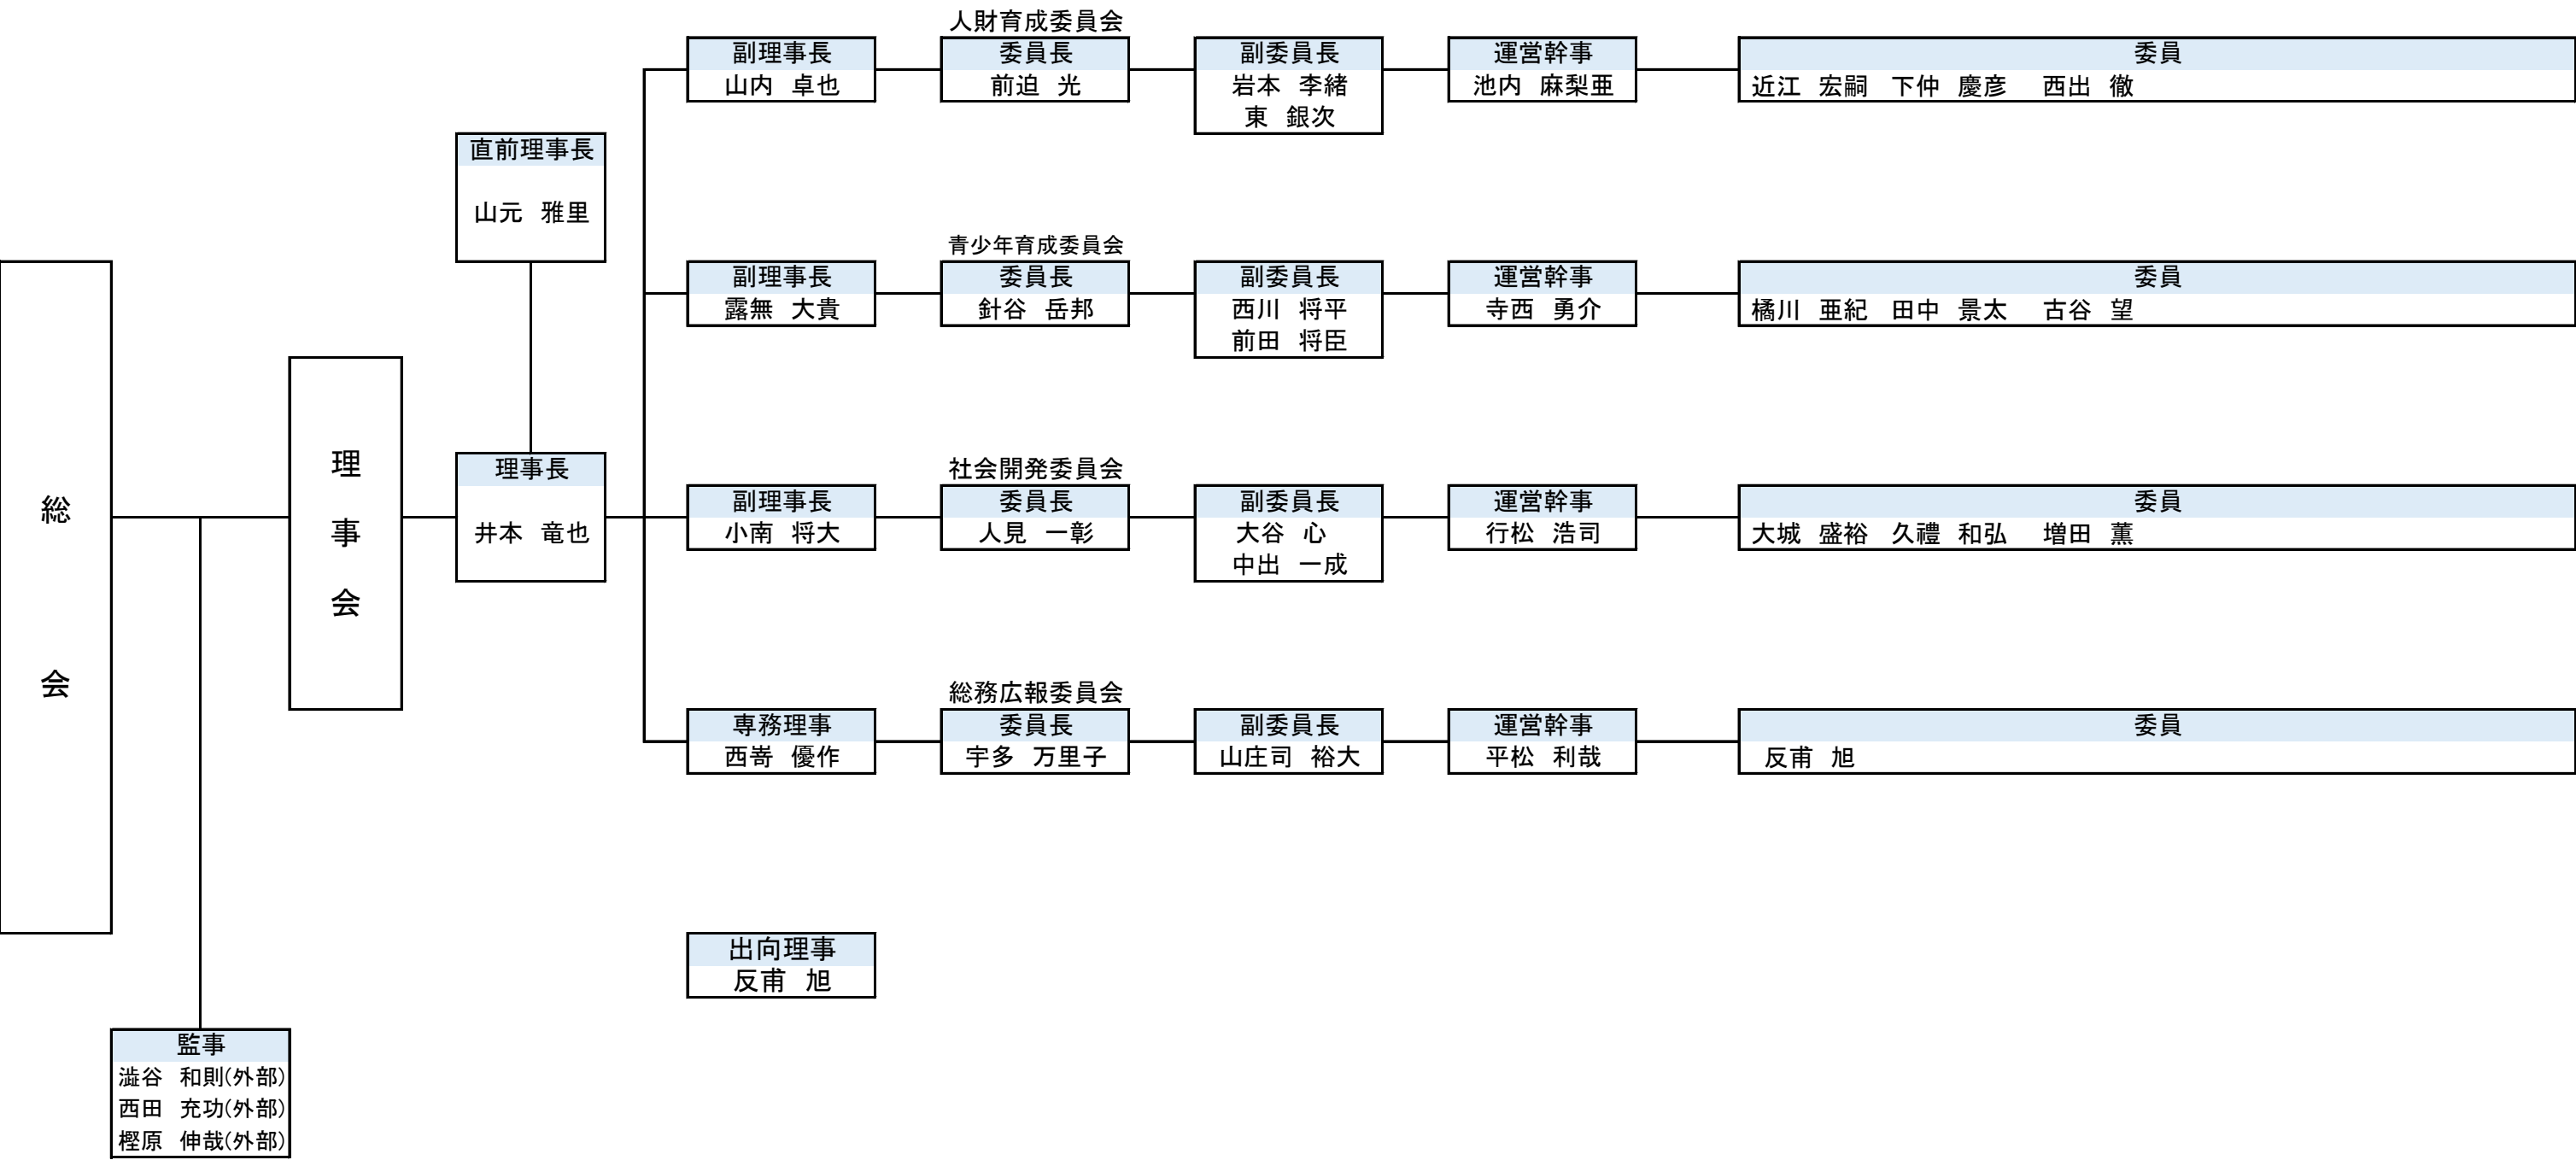 人財育成委員会
副理事長 委員長 副委員長 運営幹事 委員
山内 卓也 前迫 光 岩本 李緒 池内 麻梨亜 近江 宏嗣 下仲 慶彦 西出 徹
東 銀次
直前理事長
山元 雅里
青少年育成委員会
副理事長 委員長 副委員長 運営幹事 委員
露無 大貴 針谷 岳邦 西川 将平 寺西 勇介 橘川 亜紀 田中 景太 古谷 望
前田 将臣
総会
理事会
理事長
井本 竜也
社会開発委員会
副理事長 委員長 副委員長 運営幹事 委員
小南 将大 人見 一彰 大谷 心 行松 浩司 大城 盛裕 久禮 和弘 増田 薫
中出 一成
総務広報委員会
専務理事 委員長 副委員長 運営幹事 委員
西嵜 優作 宇多 万里子 山庄司 裕大 平松 利哉 反甫 旭
出向理事
反甫 旭
監事
澁谷 和則(外部)
西田 充功(外部)
樫原 伸哉(外部)